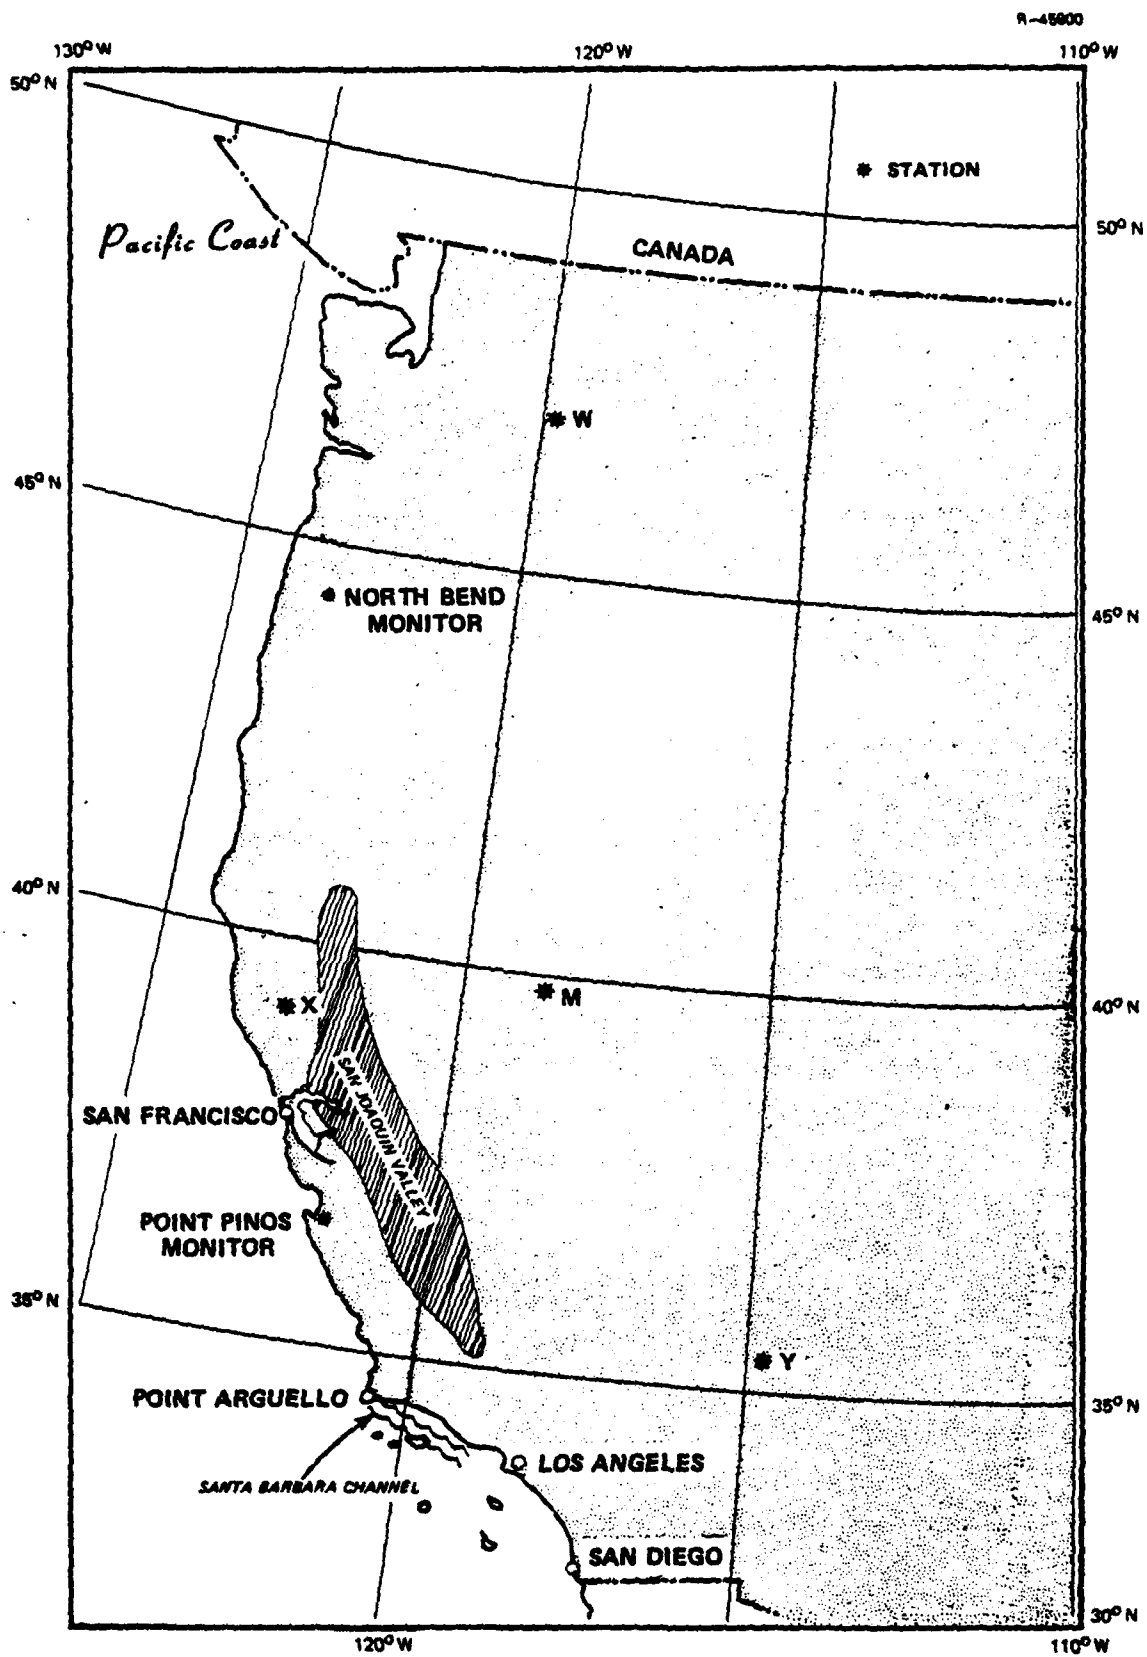 R-45600
130° W
120° W
110° W
50° N
* STATION
Pacific Coast
CANADA
50° N
* W
45° N
NORTH BEND
MONITOR
45° N
40° N
* X
* M
40° N
SAN JOAQUIN VALLEY
SAN FRANCISCO
POINT PINOS
MONITOR
35° N
* Y
POINT ARGUELLO
35° N
LOS ANGELES
SANTA BARBARA CHANNEL
SAN DIEGO
30° N
120° W
110° W